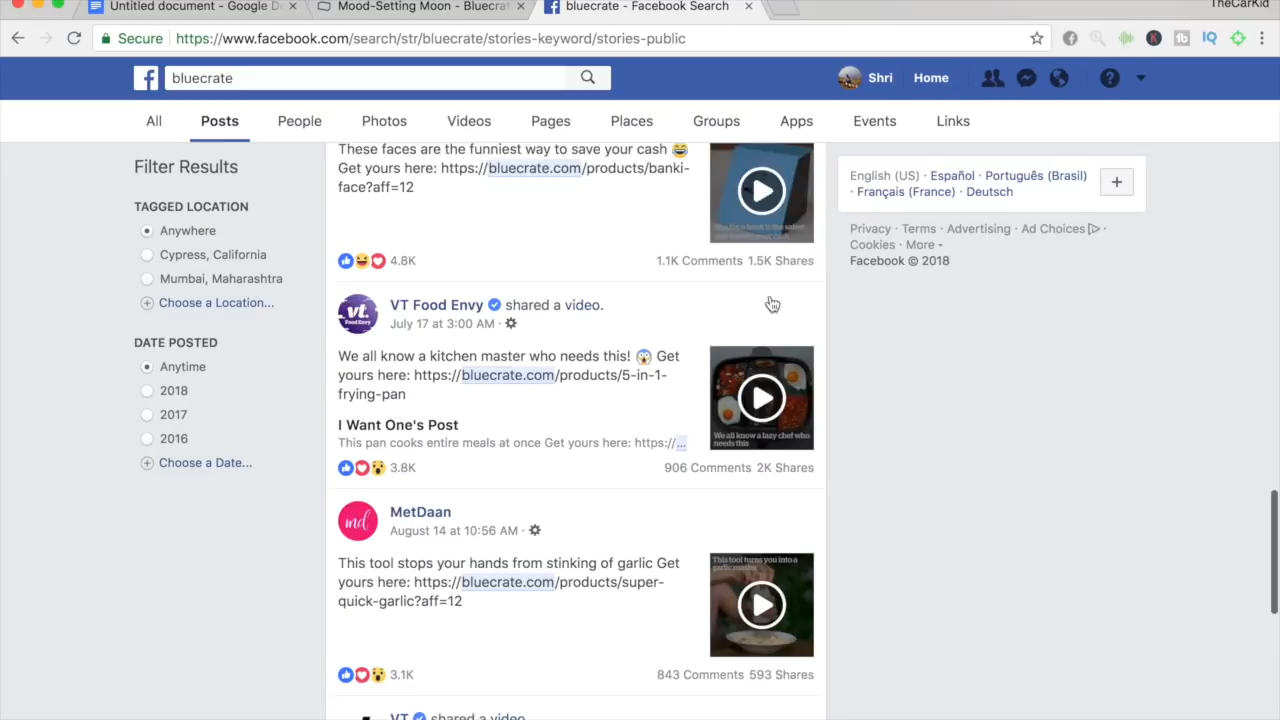 Untitled document - Google D
Mood-Setting Moon - Bluecrat
bluecrate - Facebook Search
TheCarKid
Secure
https://www.facebook.com/search/str/bluecrate/stories-keyword/stories-public
bluecrate
Shri
Home
All
Posts
People
Photos
Videos
Pages
Places
Groups
Apps
Events
Links
Filter Results
TAGGED LOCATION
Anywhere
Cypress, California
Mumbai, Maharashtra
Choose a Location...
DATE POSTED
Anytime
2018
2017
2016
Choose a Date...
These faces are the funniest way to save your cash 😂
Get yours here: https://bluecrate.com/products/banki-
face?aff=12
4.8K
1.1K Comments 1.5K Shares
VT Food Envy shared a video.
vt.
Food Envy
July 17 at 3:00 AM ·
We all know a kitchen master who needs this! 😱 Get
yours here: https://bluecrate.com/products/5-in-1-
frying-pan
I Want One's Post
This pan cooks entire meals at once Get yours here: https://...
We all know a lazy chef who
needs this
3.8K
906 Comments 2K Shares
md
MetDaan
August 14 at 10:56 AM ·
This tool stops your hands from stinking of garlic Get
yours here: https://bluecrate.com/products/super-
quick-garlic?aff=12
This tool turns you into a
garlic master
3.1K
843 Comments 593 Shares
VT shared a video.
English (US) · Español · Português (Brasil)
· Français (France) · Deutsch
Privacy · Terms · Advertising · Ad Choices ·
Cookies · More
Facebook © 2018